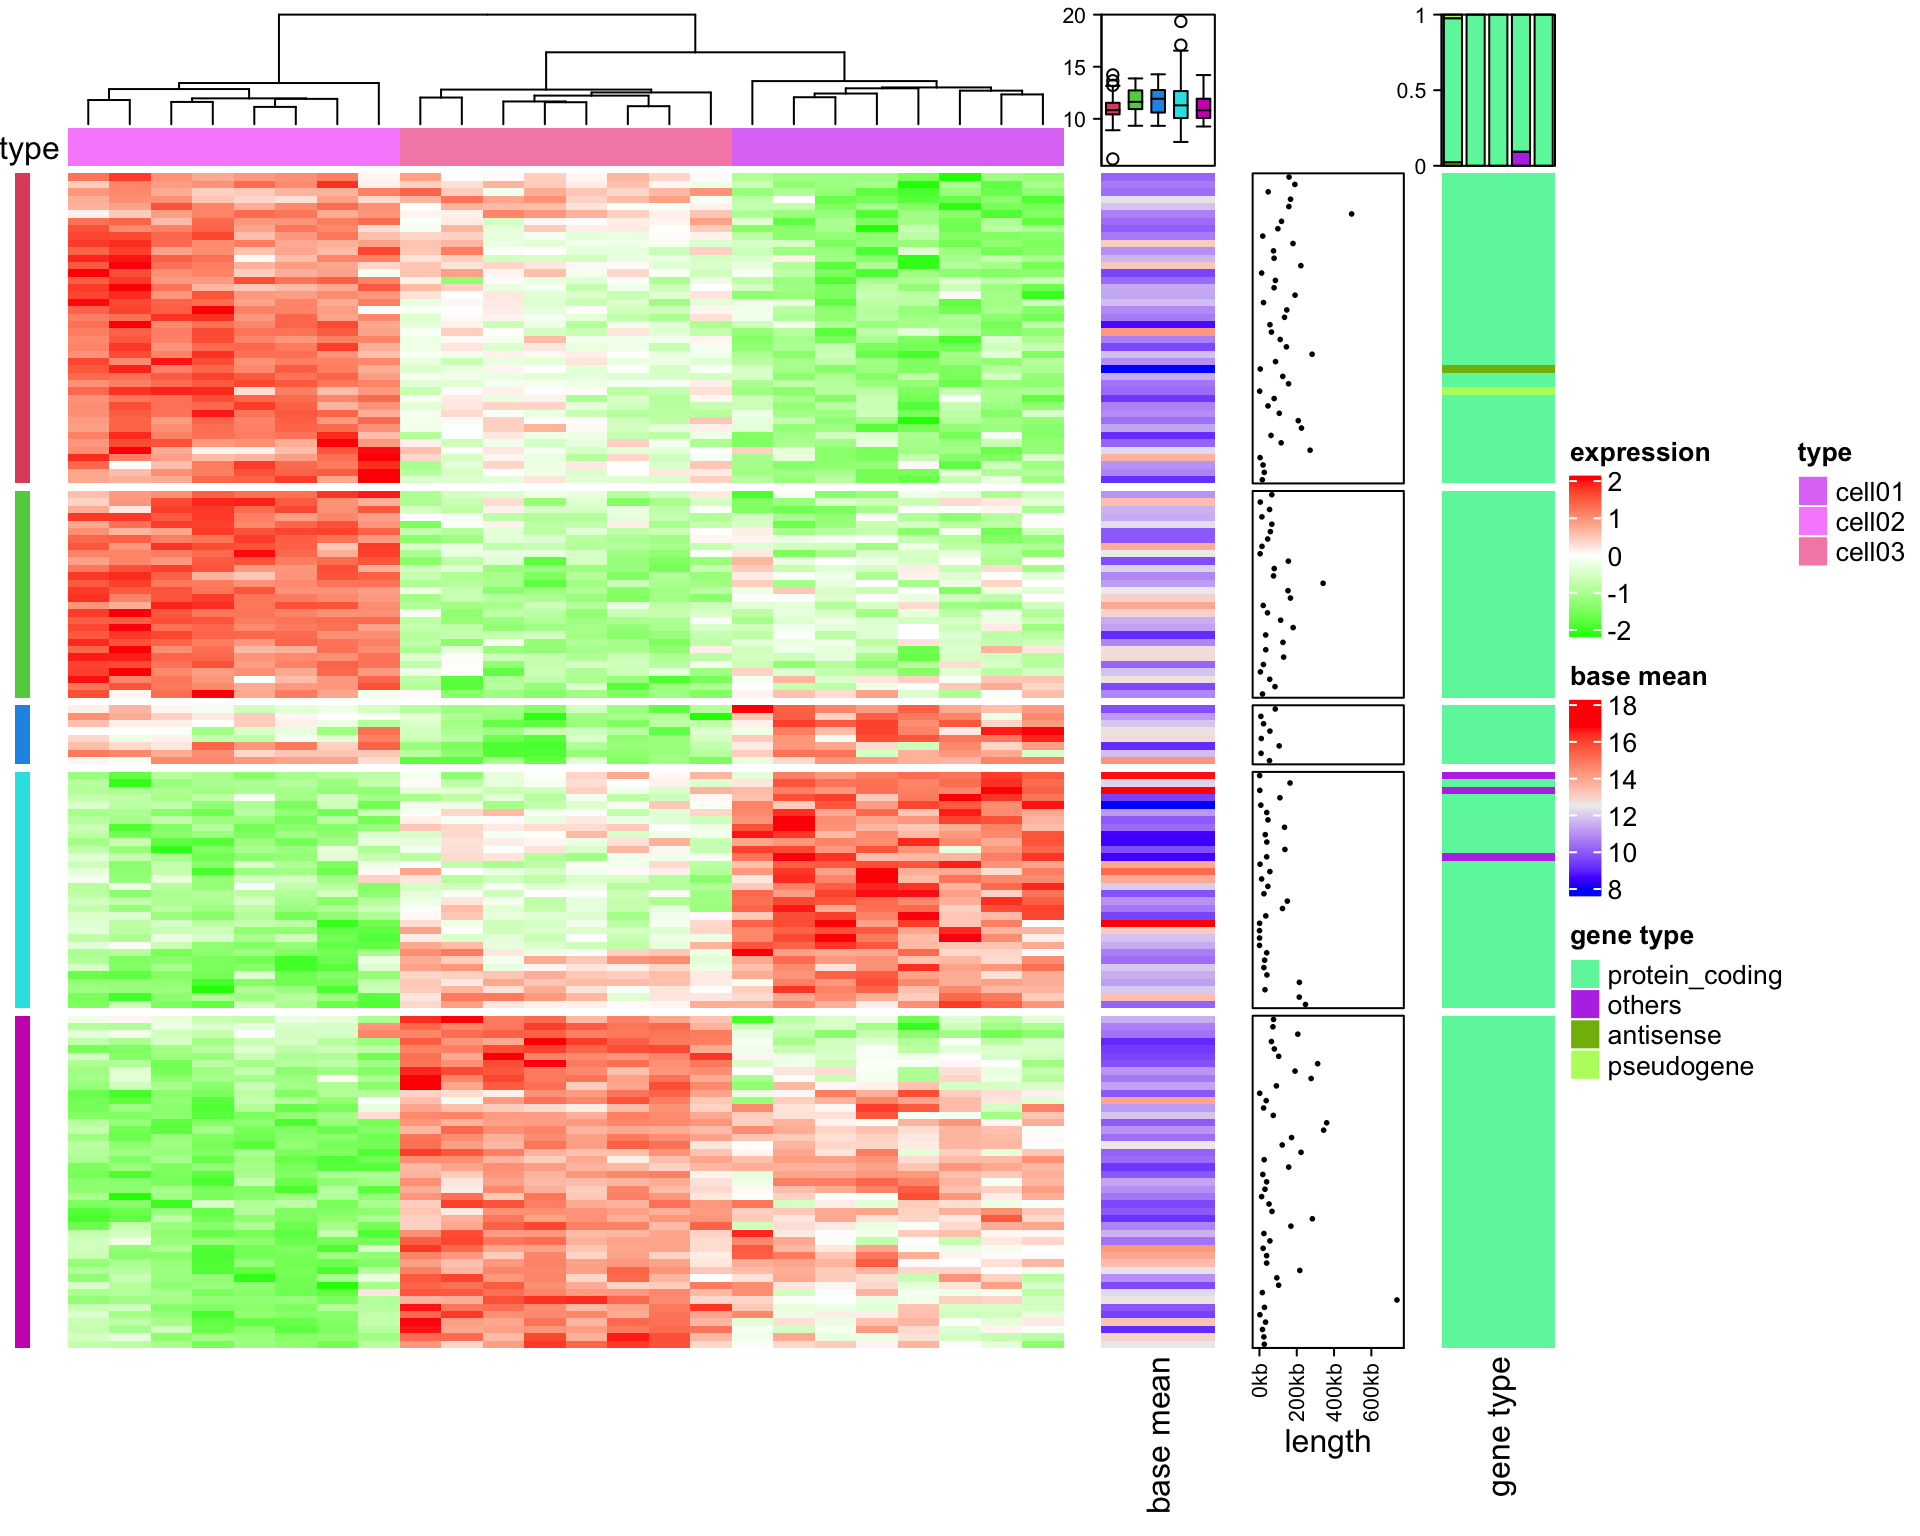 20
15
10
1
0.5
0
type
expression
2
1
0
-1
-2
type
cell01
cell02
cell03
base mean
18
16
14
12
10
8
gene type
protein_coding
others
antisense
pseudogene
base mean
0kb
200kb
400kb
600kb
length
gene type